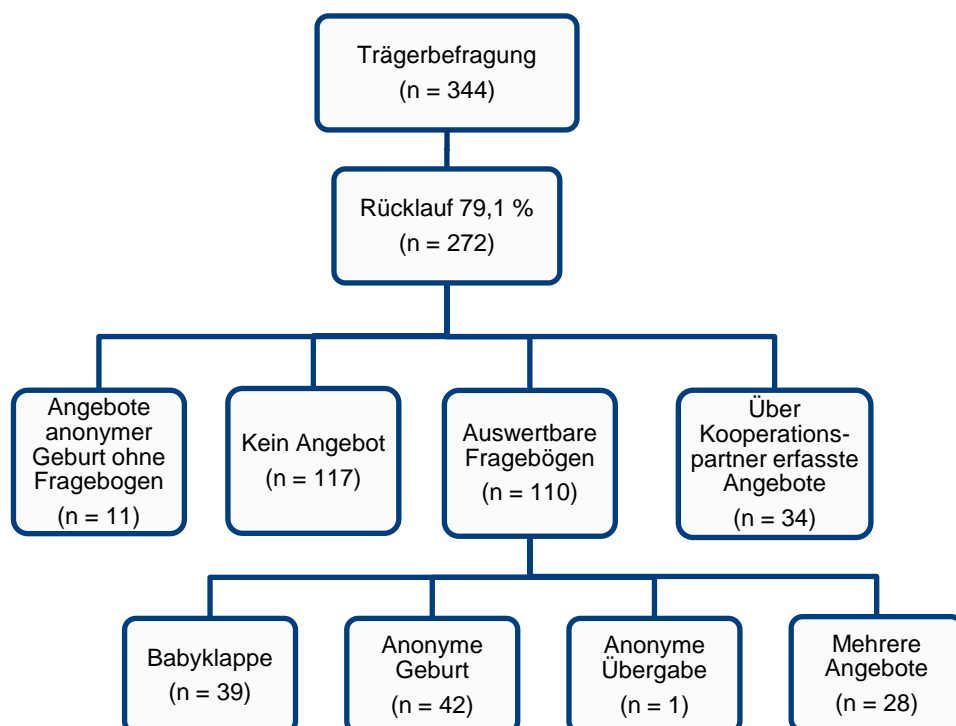 Trägerbefragung
(n = 344)
Rücklauf 79,1 %
(n = 272)
Angebote
anonymer
Geburt ohne
Fragebogen
(n = 11)
Kein Angebot
(n = 117)
Auswertbare
Fragebögen
(n = 110)
Über
Kooperations-
partner erfasste
Angebote
(n = 34)
Babyklappe
(n = 39)
Anonyme
Geburt
(n = 42)
Anonyme
Übergabe
(n = 1)
Mehrere
Angebote
(n = 28)